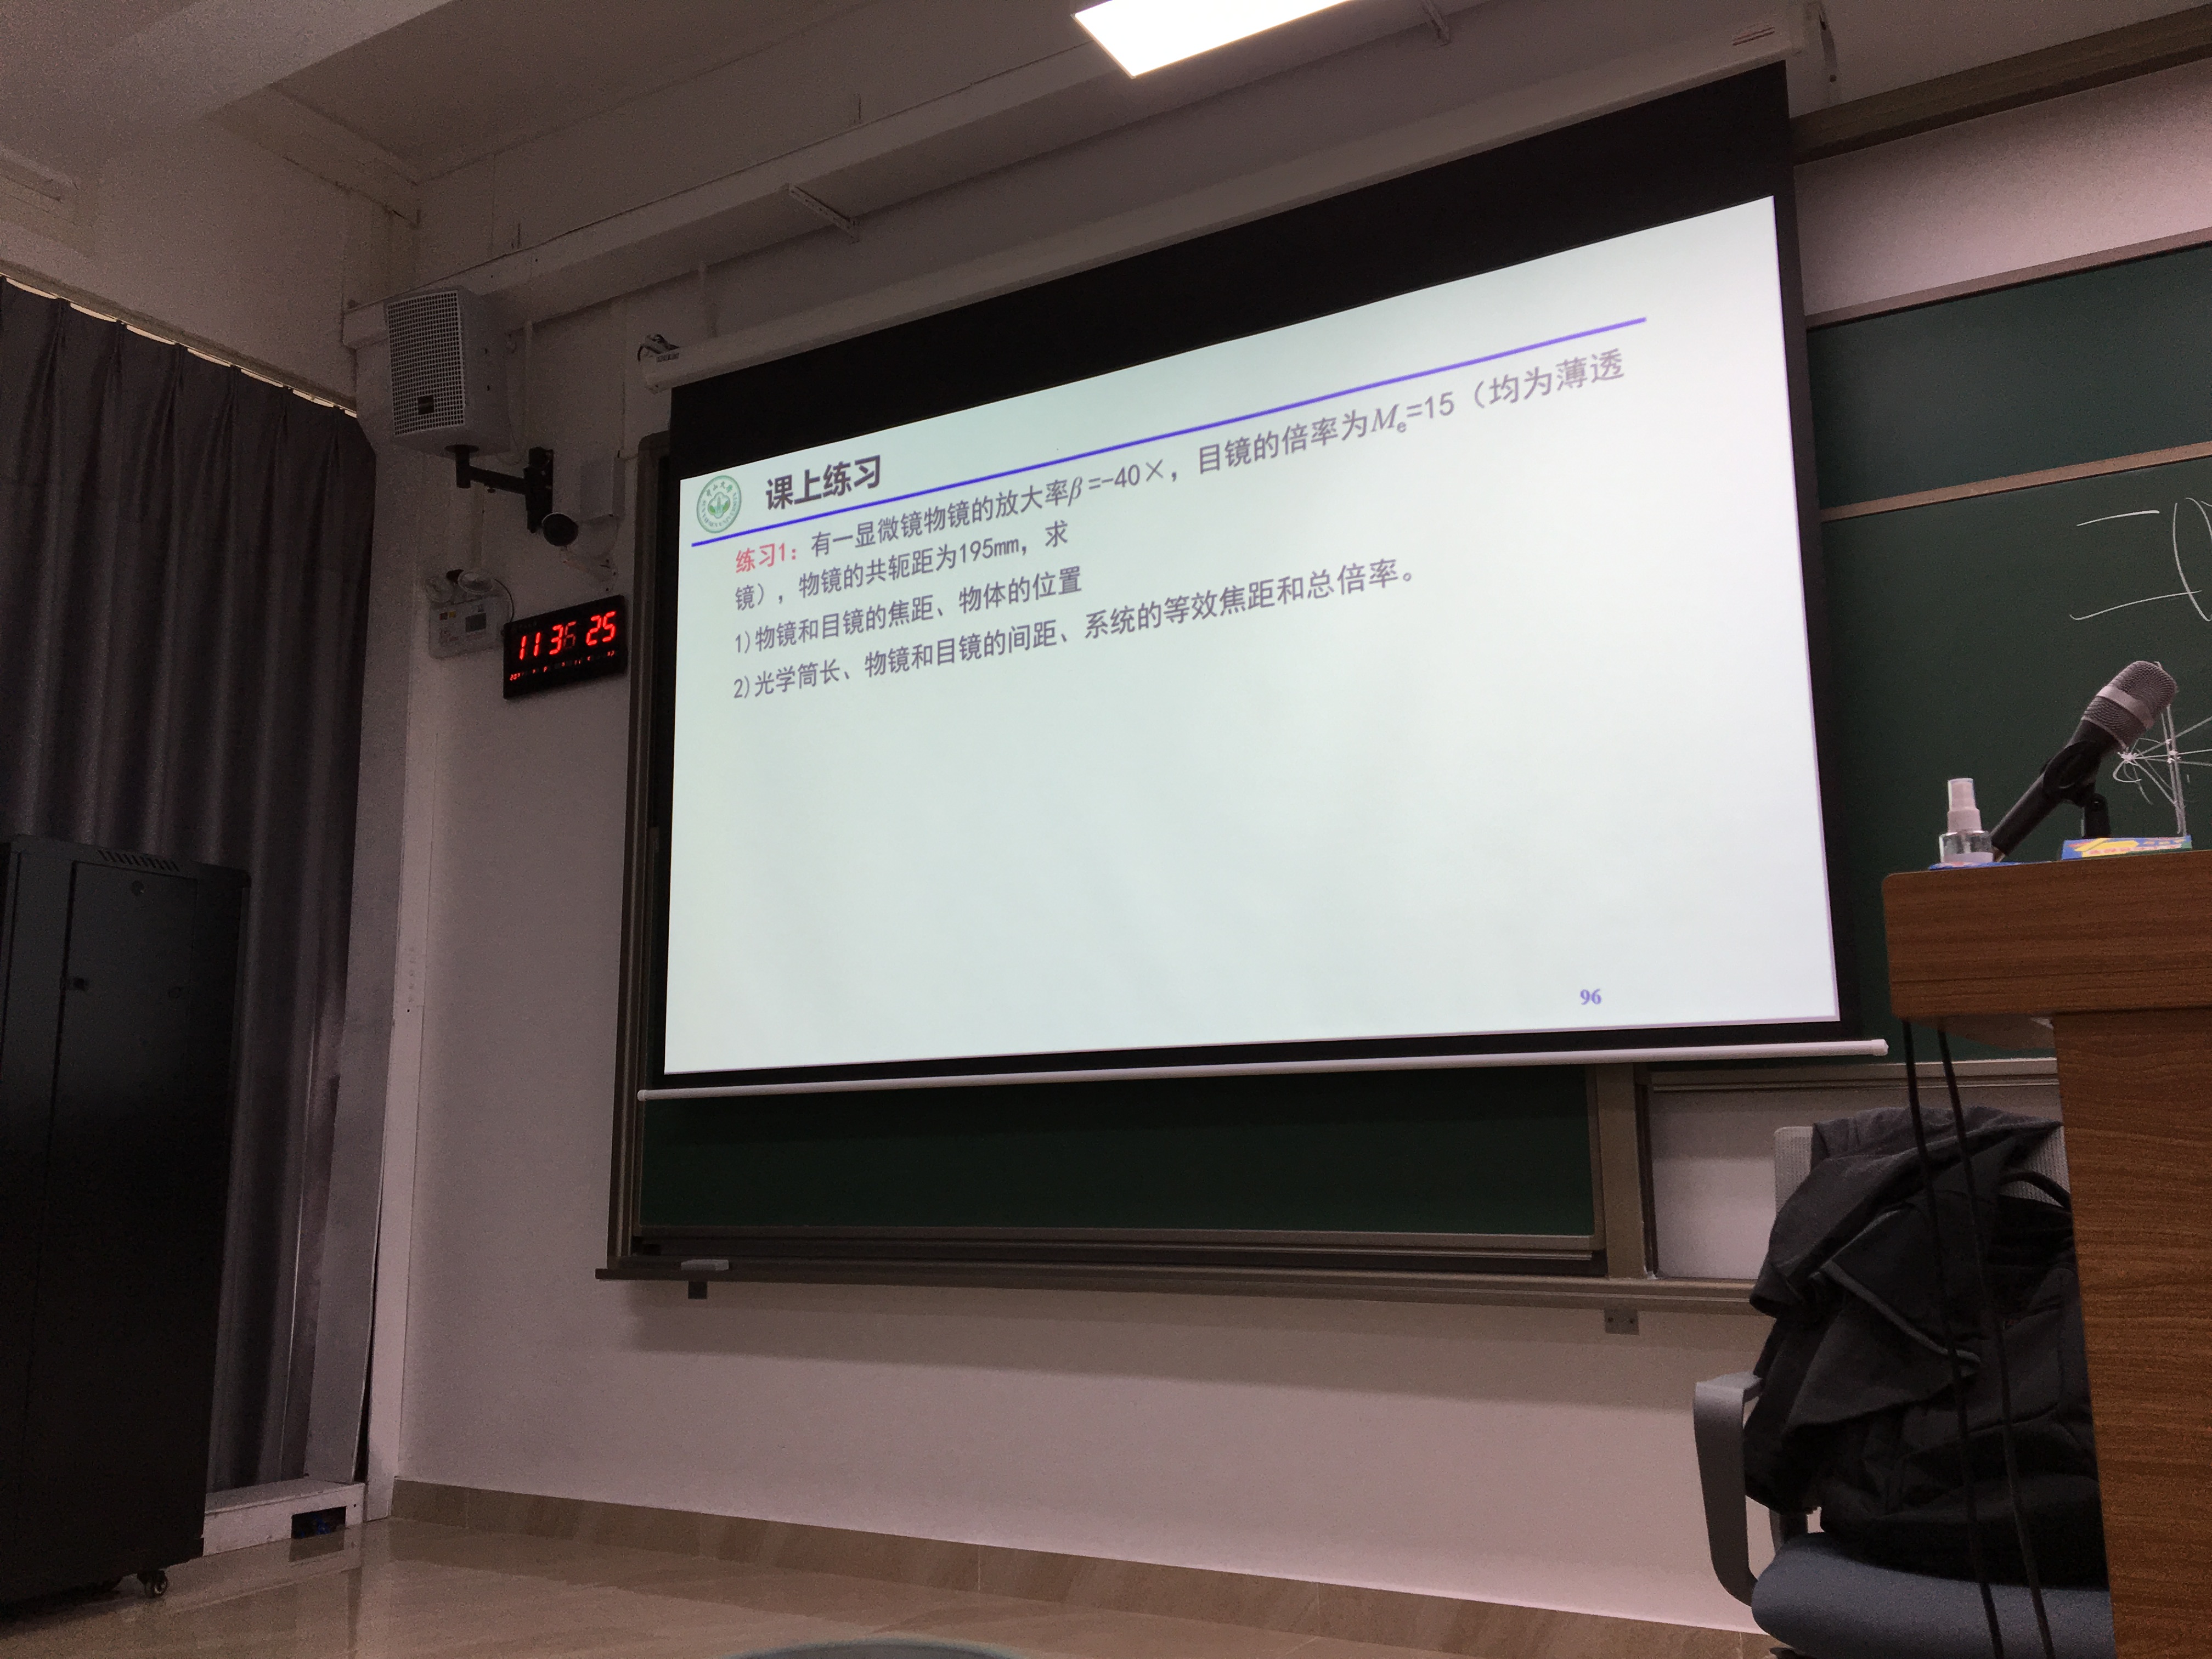 课上练习
练习1：有一显微镜物镜的放大率β=-40×，目镜的倍率为Me=15（均为薄透
镜），物镜的共轭距为195mm，求
1)物镜和目镜的焦距、物体的位置
2)光学筒长、物镜和目镜的间距、系统的等效焦距和总倍率。
96
11 36 25